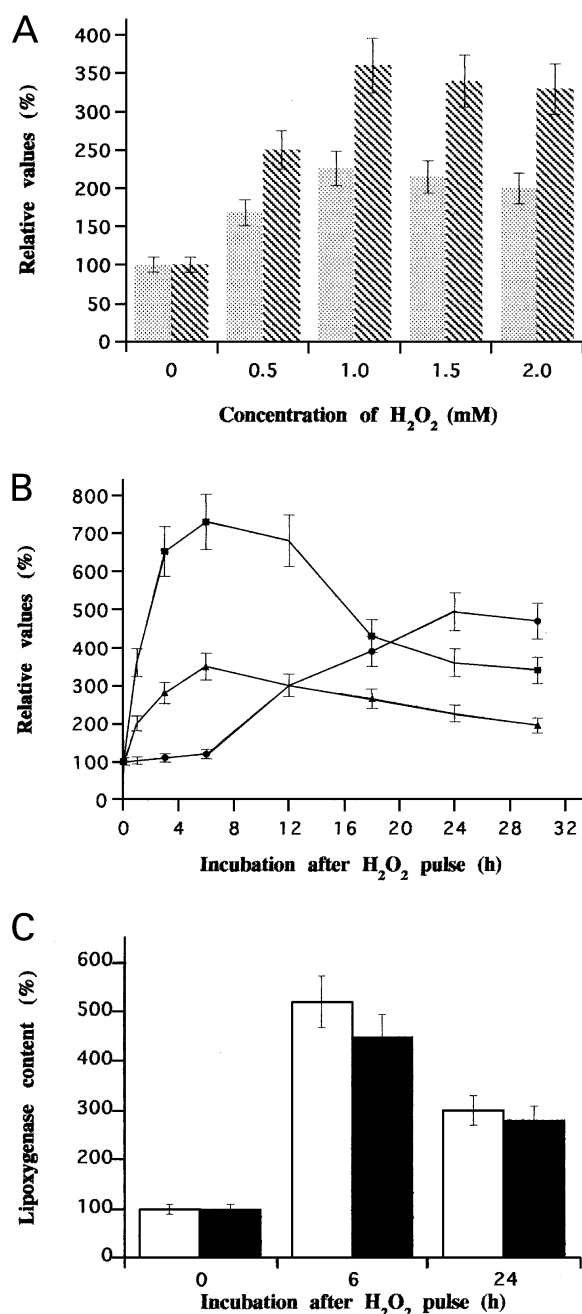 A
Relative values (%)
400
350
300
250
200
150
100
50
0
0 0.5 1.0 1.5 2.0
Concentration of H₂O₂ (mM)
B
Relative values (%)
800
700
600
500
400
300
200
100
0
0 4 8 12 16 20 24 28 32
Incubation after H₂O₂ pulse (h)
C
Lipoxygenase content (%)
600
500
400
300
200
100
0
0 6 24
Incubation after H₂O₂ pulse (h)